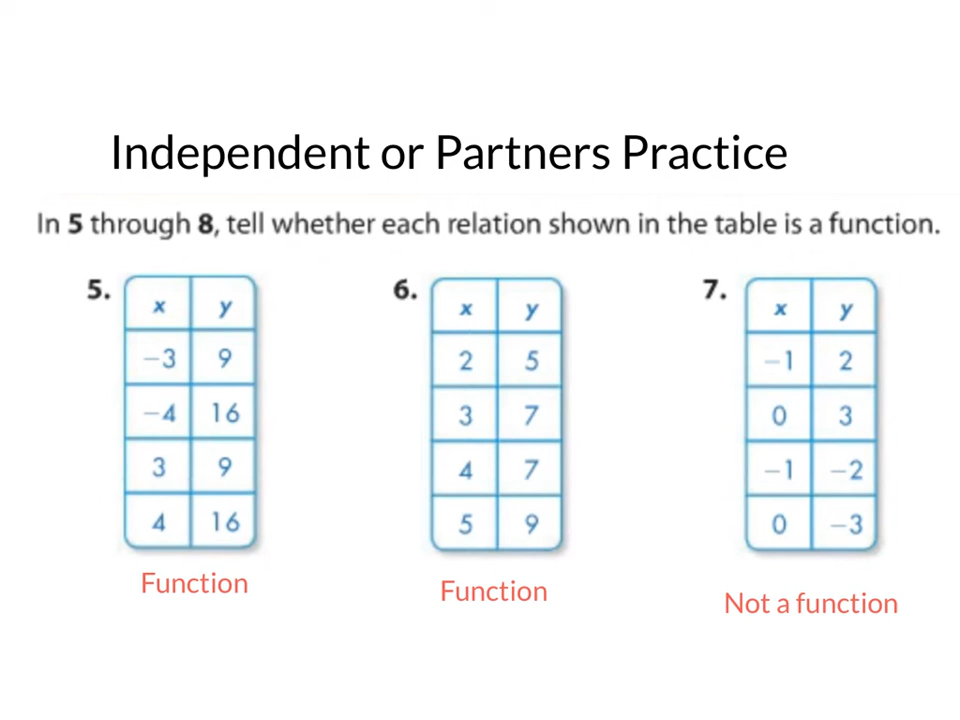 Independent or Partners Practice
In 5 through 8, tell whether each relation shown in the table is a function.
5.
x y
−3 9
−4 16
3 9
4 16
Function
6.
x y
2 5
3 7
4 7
5 9
Function
7.
x y
−1 2
0 3
−1 −2
0 −3
Not a function